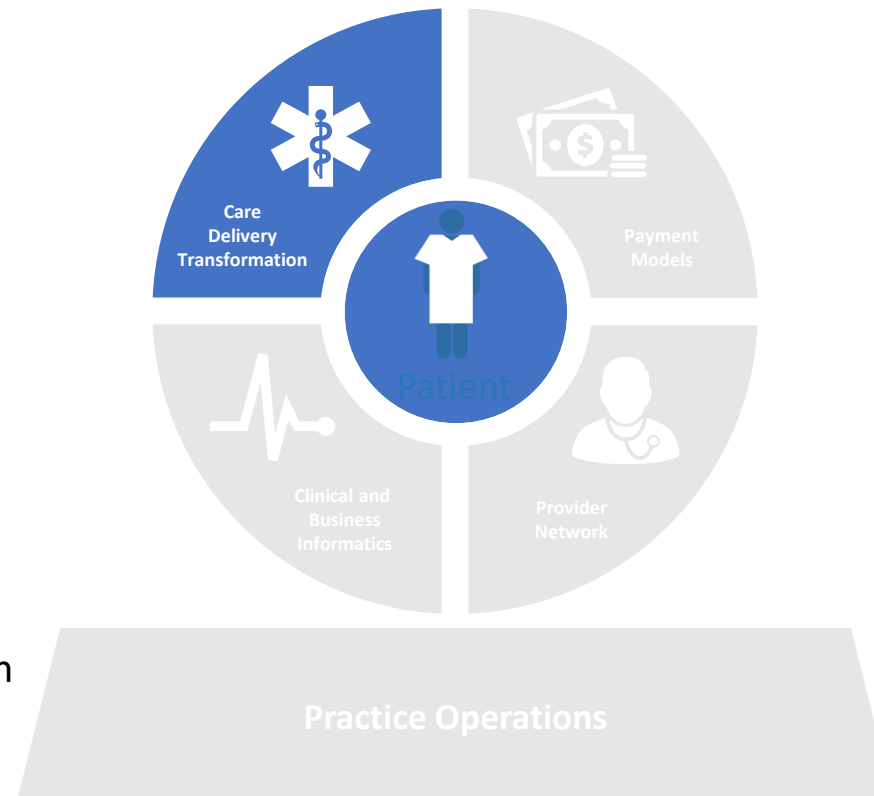 Care
Delivery
Transformation
Payment
Models
Patient
Clinical and
Business
Informatics
Provider
Network
n
Practice Operations
$